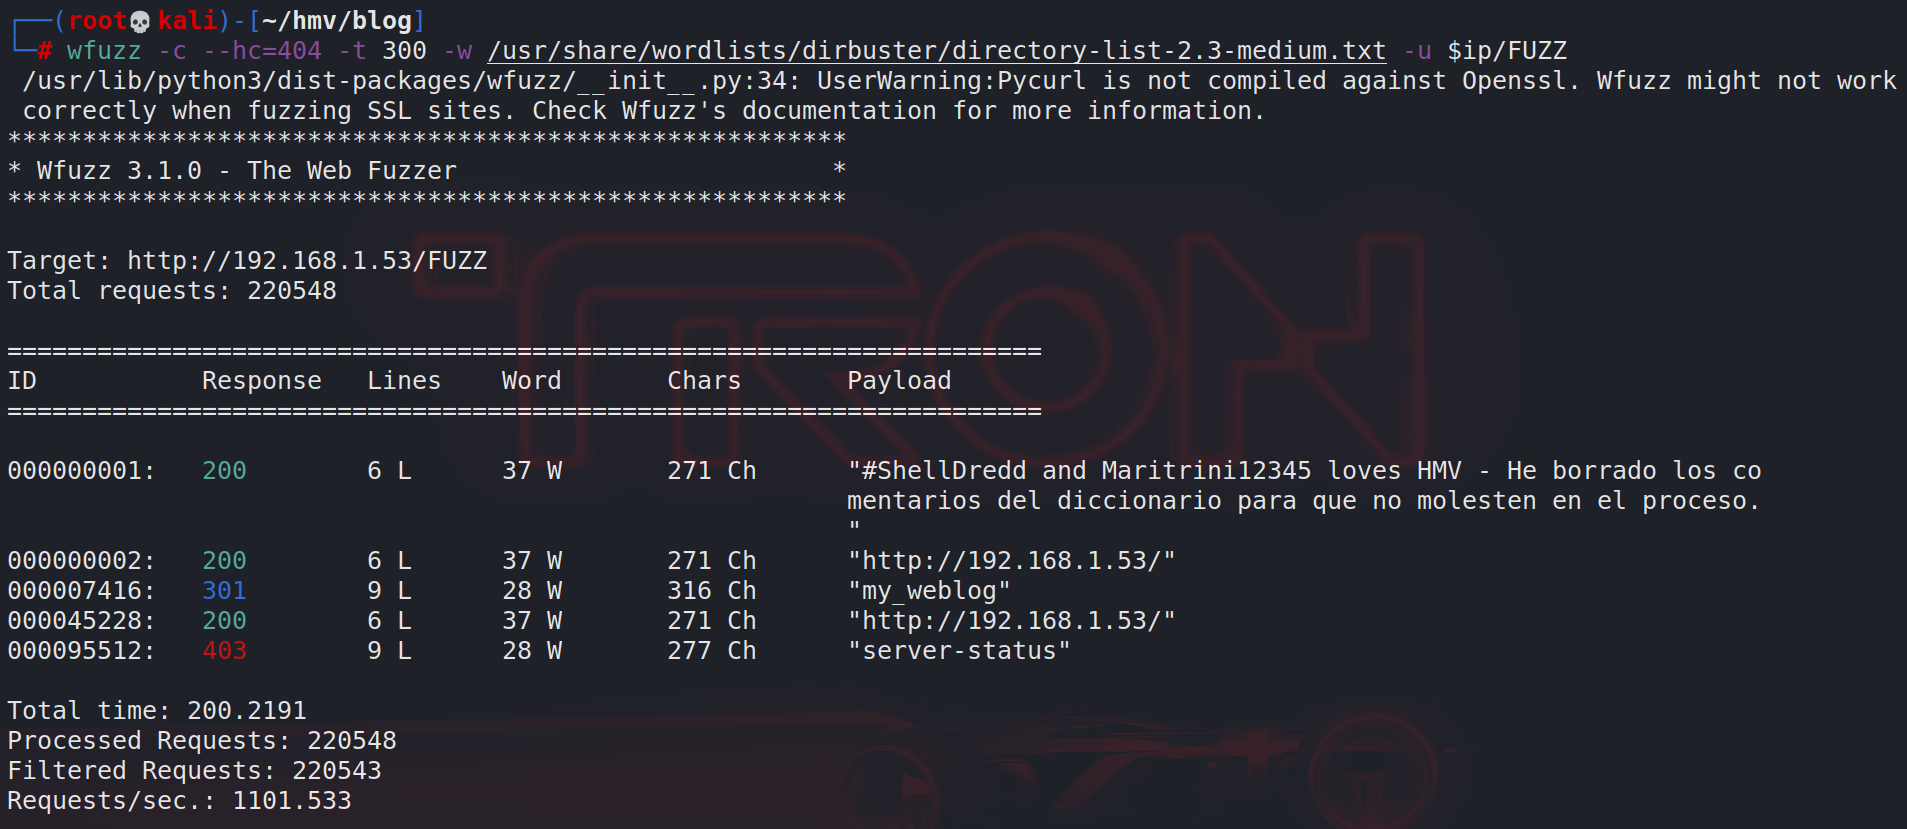 ┌──(root💀kali)-[~/hmv/blog]
└─# wfuzz -c --hc=404 -t 300 -w /usr/share/wordlists/dirbuster/directory-list-2.3-medium.txt -u $ip/FUZZ
/usr/lib/python3/dist-packages/wfuzz/__init__.py:34: UserWarning:Pycurl is not compiled against Openssl. Wfuzz might not work
correctly when fuzzing SSL sites. Check Wfuzz's documentation for more information.
********************************************************
* Wfuzz 3.1.0 - The Web Fuzzer                         *
********************************************************
Target: http://192.168.1.53/FUZZ
Total requests: 220548
TRON
=====================================================================
ID           Response   Lines    Word       Chars       Payload
=====================================================================
000000001:   200        6 L      37 W       271 Ch      "#ShellDredd and Maritrini12345 loves HMV - He borrado los co
mentarios del diccionario para que no molesten en el proceso.
"
000000002:   200        6 L      37 W       271 Ch      "http://192.168.1.53/"
000007416:   301        9 L      28 W       316 Ch      "my_weblog"
000045228:   200        6 L      37 W       271 Ch      "http://192.168.1.53/"
000095512:   403        9 L      28 W       277 Ch      "server-status"
Total time: 200.2191
Processed Requests: 220548
Filtered Requests: 220543
Requests/sec.: 1101.533